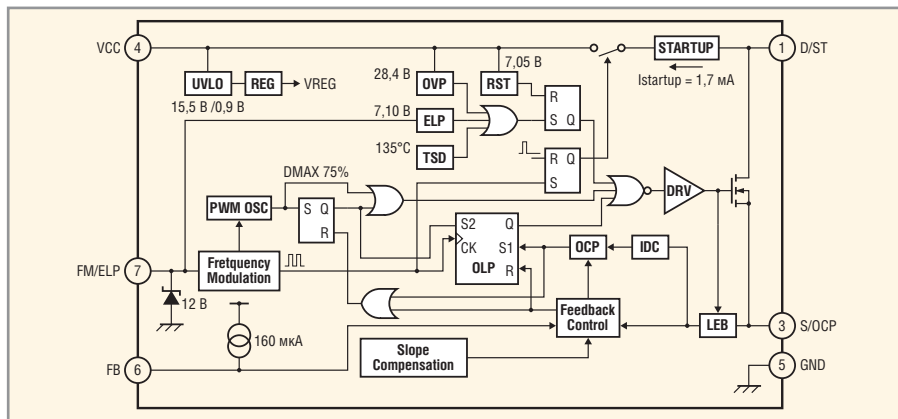 VCC 4
1 D/ST
STARTUP
Istartup = 1,7 мА
UVLO
REG
VREG
15,5 В /0,9 В
28,4 В
OVP
7,05 В
RST
R
S Q
7,10 В
ELP
135°C
TSD
R Q
S
DMAX 75%
PWM OSC
S Q
R
DRV
S2 Q
CK
S1
R
OLP
OCP
IDC
FM/ELP 7
Fretquency
Modulation
12 В
160 мкА
Feedback
Control
LEB
3 S/OCP
Slope
Compensation
FB 6
5 GND